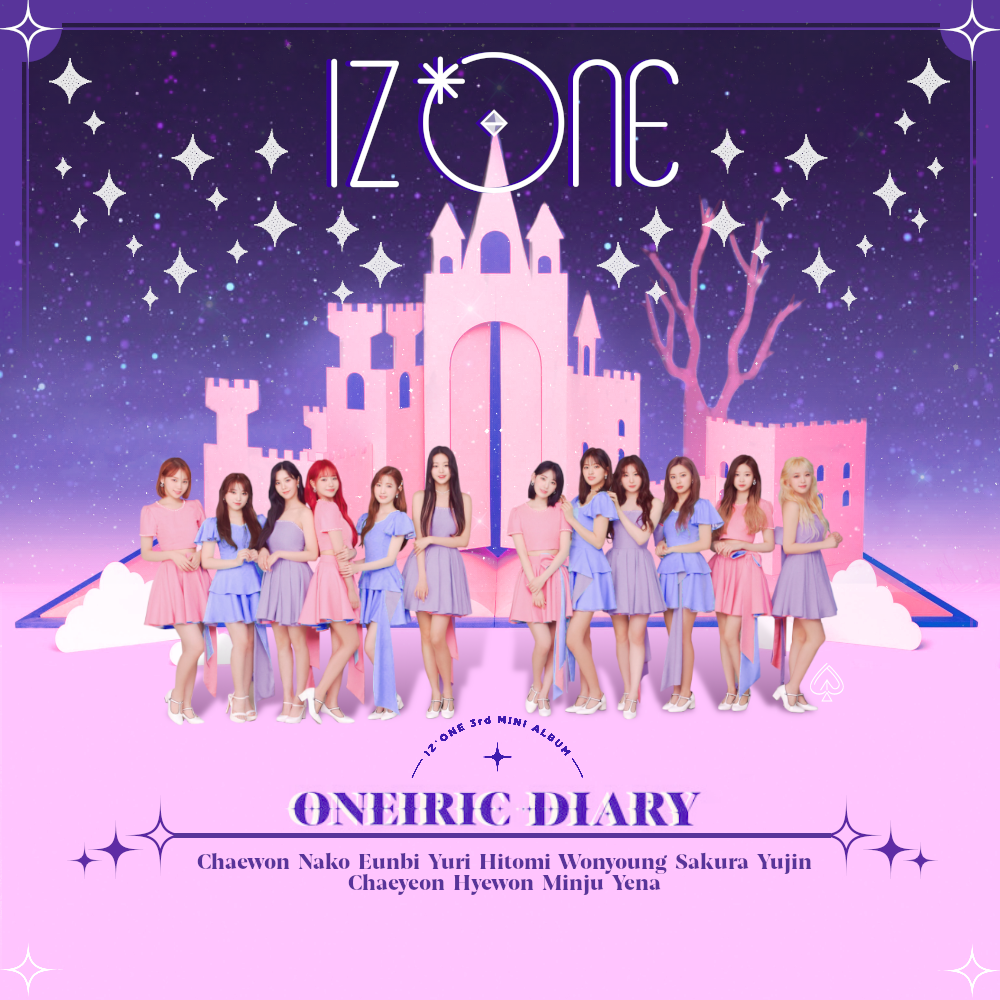 IZ*ONE
IZ*ONE 3rd MINI ALBUM
ONEIRIC DIARY
Chaewon Nako Eunbi Yuri Hitomi Wonyoung Sakura Yujin
Chaeyeon Hyewon Minju Yena